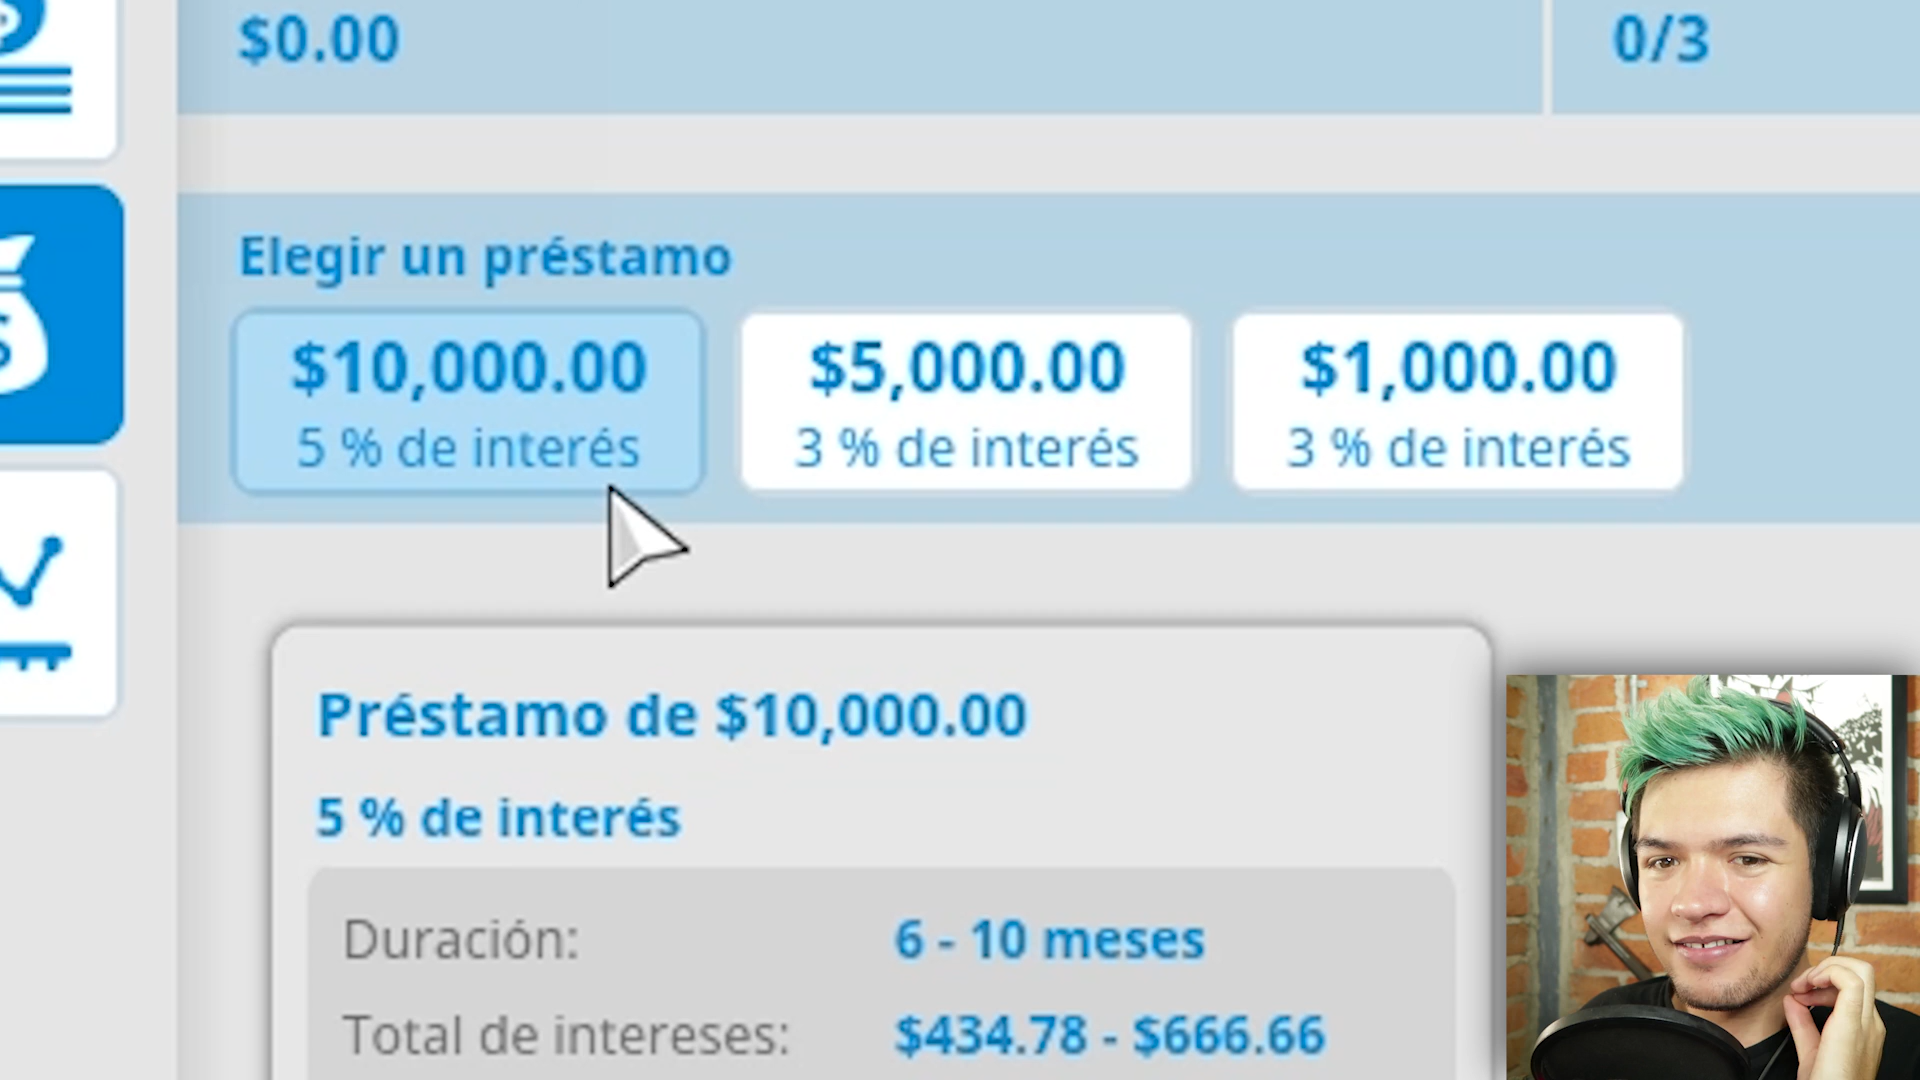 $0.00
0/3
Elegir un préstamo
$10,000.00
5 % de interés
$5,000.00
3 % de interés
$1,000.00
3 % de interés
Préstamo de $10,000.00
5 % de interés
Duración:
6 - 10 meses
Total de intereses:
$434.78 - $666.66